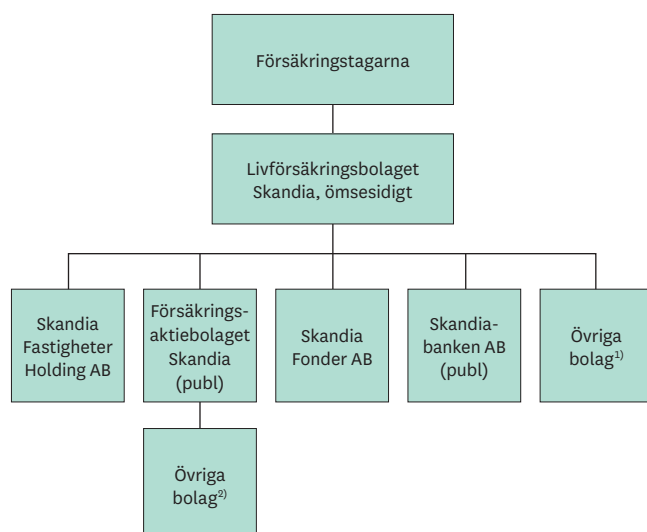 Försäkringstagarna
Livförsäkringsbolaget
Skandia, ömsesidigt
Skandia
Fastigheter
Holding AB
Försäkrings-
aktiebolaget
Skandia
(publ)
Skandia
Fonder AB
Skandia-
banken AB
(publ)
Övriga
bolag1)
Övriga
bolag2)